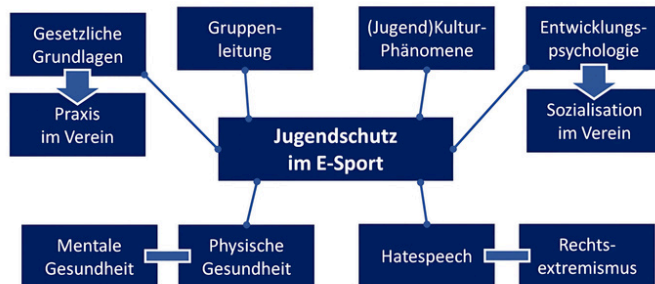 Gesetzliche
Grundlagen
Gruppen-
leitung
(Jugend)Kultur-
Phänomene
Entwicklungs-
psychologie
Praxis
im Verein
Jugendschutz
im E-Sport
Sozialisation
im Verein
Mentale
Gesundheit
Physische
Gesundheit
Hatespeech
Rechts-
extremismus